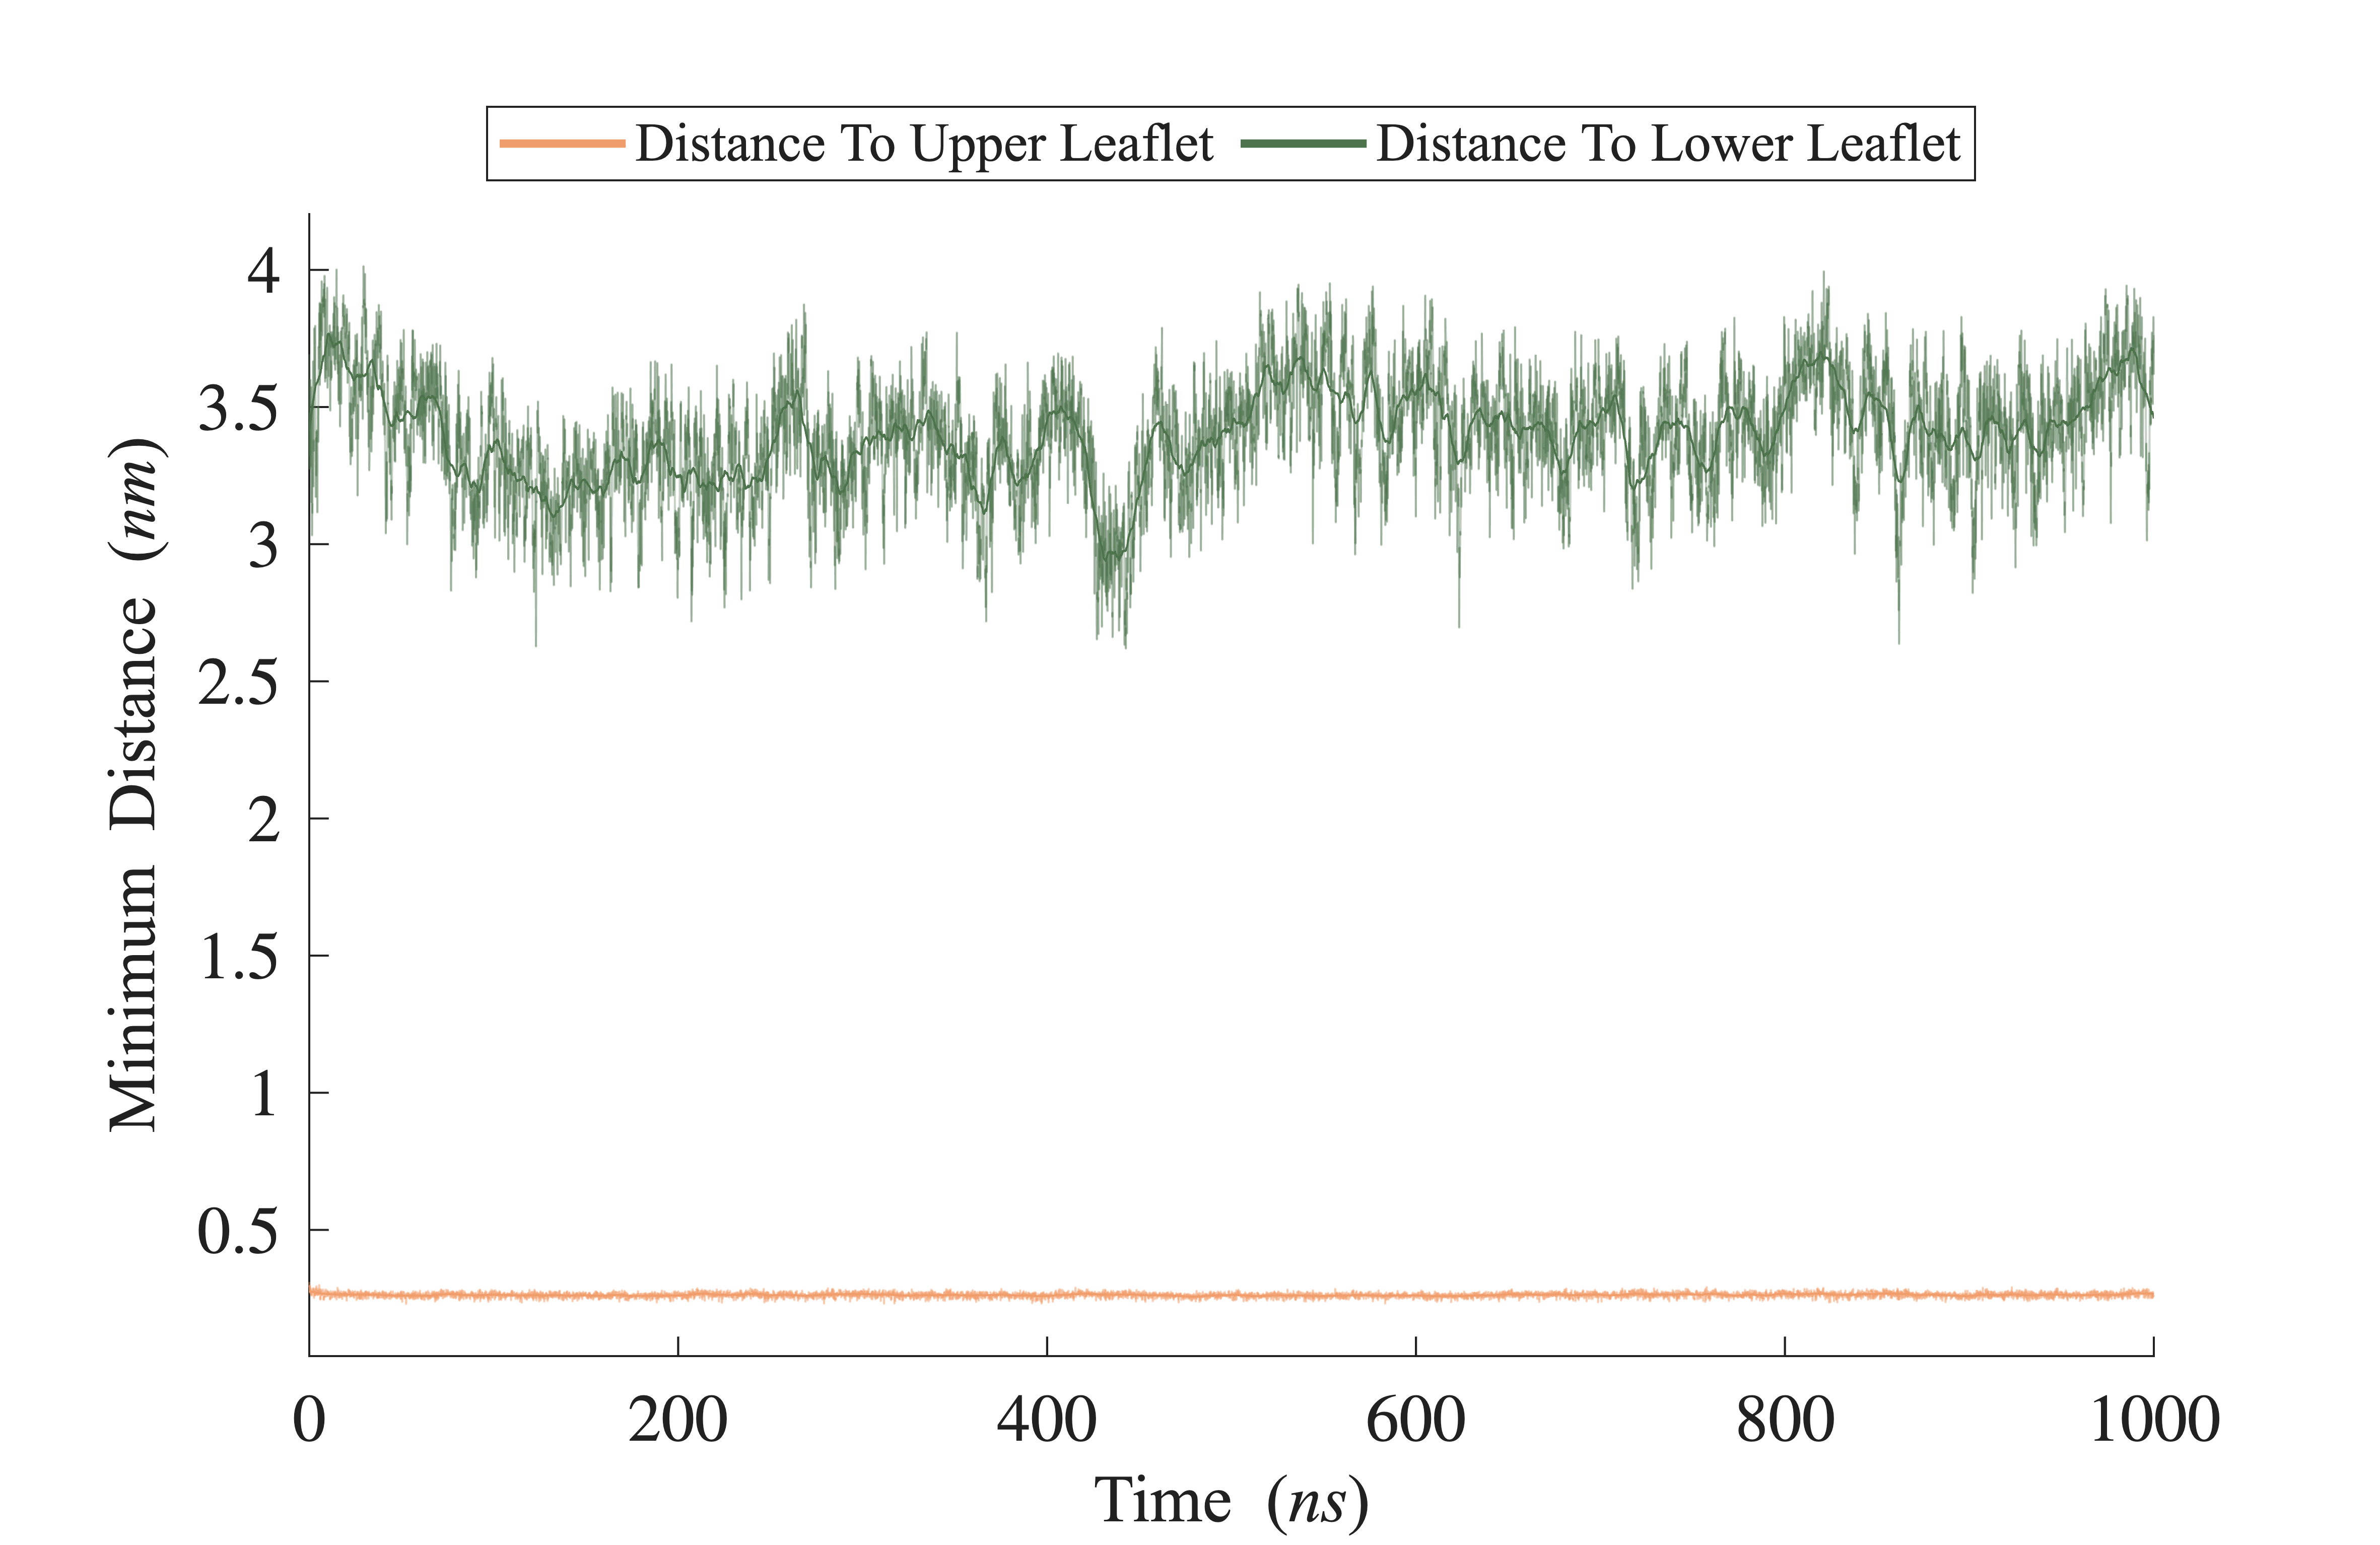 Distance To Upper Leaflet Distance To Lower Leaflet
4
3.5
3
2.5
2
1.5
1
0.5
Minimum Distance (nm)
0 200 400 600 800 1000
Time (ns)